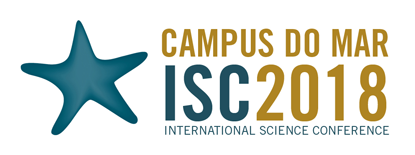 CAMPUS DO MAR
ISC2018
INTERNATIONAL SCIENCE CONFERENCE